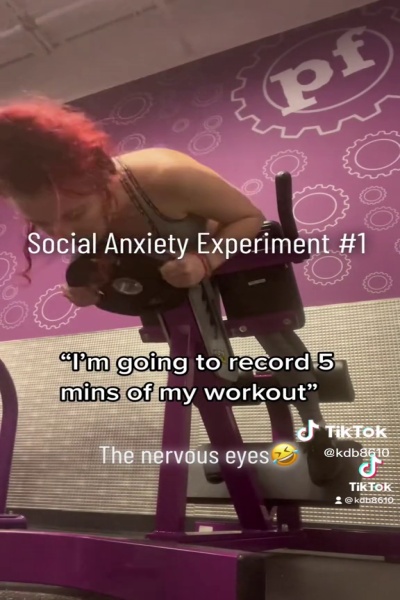 pf
Social Anxiety Experiment #1
“I’m going to record 5
mins of my workout”
The nervous eyes🤣
TikTok
@kdb8610
TikTok
@kdb8610